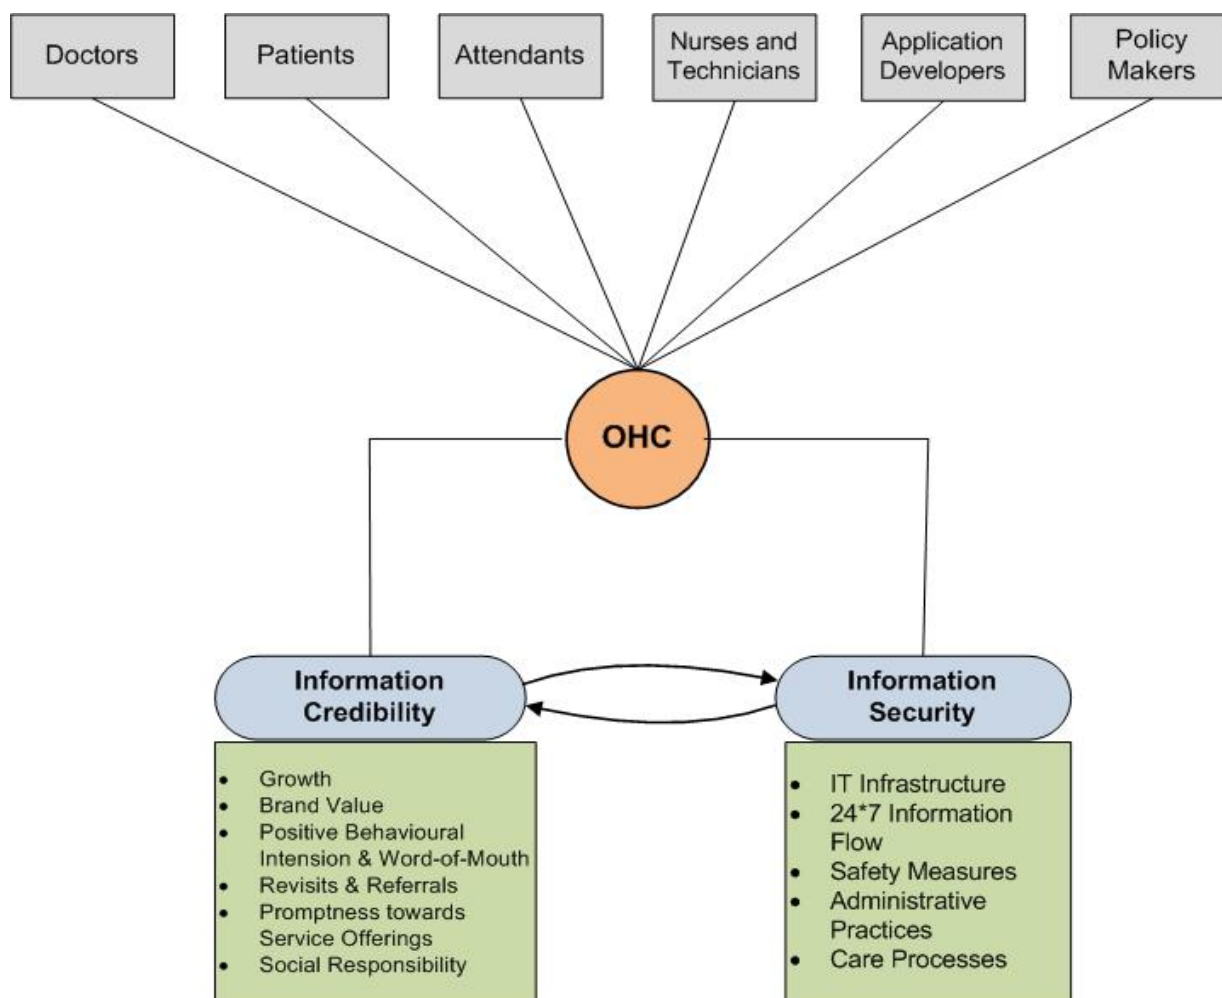 Doctors
Patients
Attendants
Nurses and
Technicians
Application
Developers
Policy
Makers
OHC
Information
Credibility
• Growth
• Brand Value
• Positive Behavioural
Intension & Word-of-Mouth
• Revisits & Referrals
• Promptness towards
Service Offerings
• Social Responsibility
Information
Security
• IT Infrastructure
• 24*7 Information
Flow
• Safety Measures
• Administrative
Practices
• Care Processes